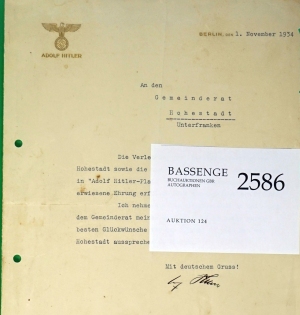 ADOLF HITLER
BERLIN, den 1. November 1934
An den
Gemeinderat
Hohestadt
Unterfranken
Die Verle
Hohestadt sowie die
in "Adolf Hitler-Pla
erwiesene Ehrung erf
Ich nehme
dem Gemeinderat mein
besten Glückwünsche
Hohestadt aussprech
Mit deutschem Gruss!
BASSENGE
BUCHAUKTIONEN GBR
AUTOGRAPHEN
2586
AUKTION 124